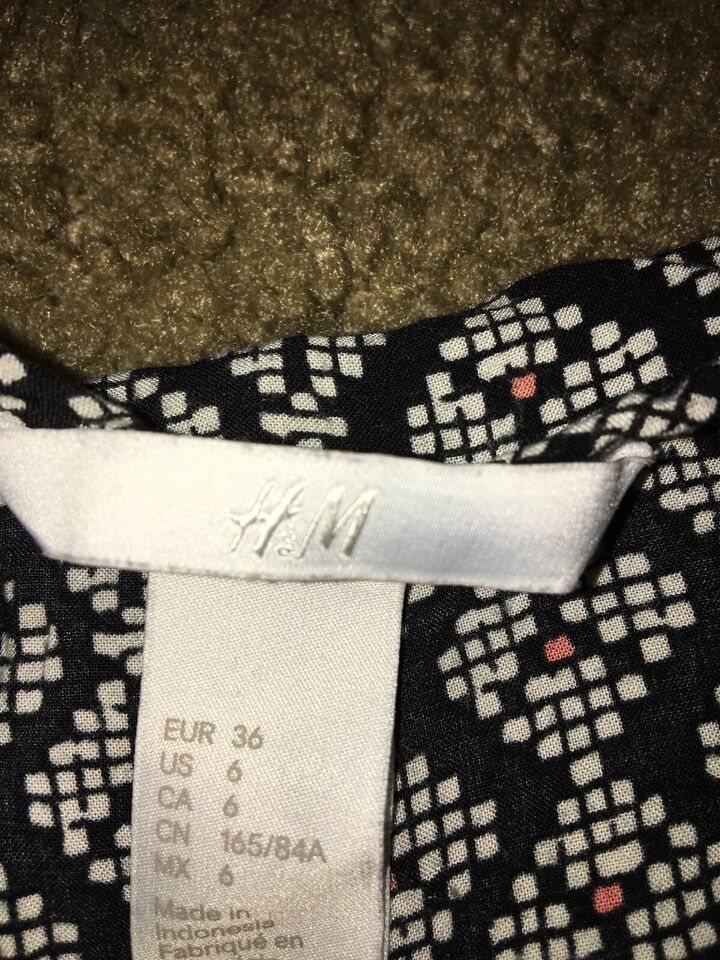 H&M
EUR 36
US 6
CA 6
CN 165/84A
MX 6
Made in
Indonesia
Fabriqué en